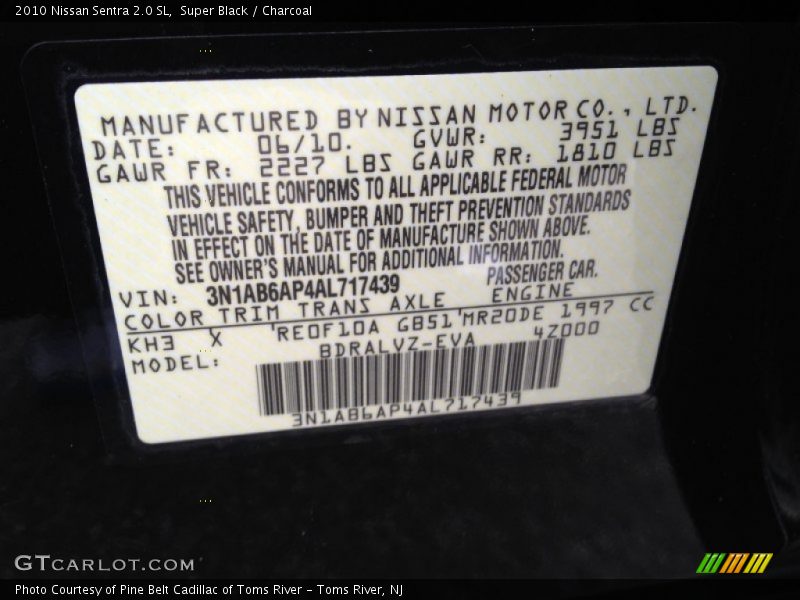 2010 Nissan Sentra 2.0 SL,  Super Black / Charcoal
MANUFACTURED BY NISSAN MOTOR CO., LTD.
DATE: 06/10. GVWR: 3951 LBS
GAWR FR: 2227 LBS GAWR RR: 1810 LBS
THIS VEHICLE CONFORMS TO ALL APPLICABLE FEDERAL MOTOR
VEHICLE SAFETY, BUMPER AND THEFT PREVENTION STANDARDS
IN EFFECT ON THE DATE OF MANUFACTURE SHOWN ABOVE.
SEE OWNER'S MANUAL FOR ADDITIONAL INFORMATION.
VIN: 3N1AB6AP4AL717439 PASSENGER CAR.
COLOR TRIM TRANS AXLE ENGINE
KH3 X RE0F10A GB51 MR20DE 1997 CC
MODEL: BDRALVZ-EVA 4Z000
3N1AB6AP4AL717439
GTCARLOT.COM
Photo Courtesy of Pine Belt Cadillac of Toms River – Toms River, NJ